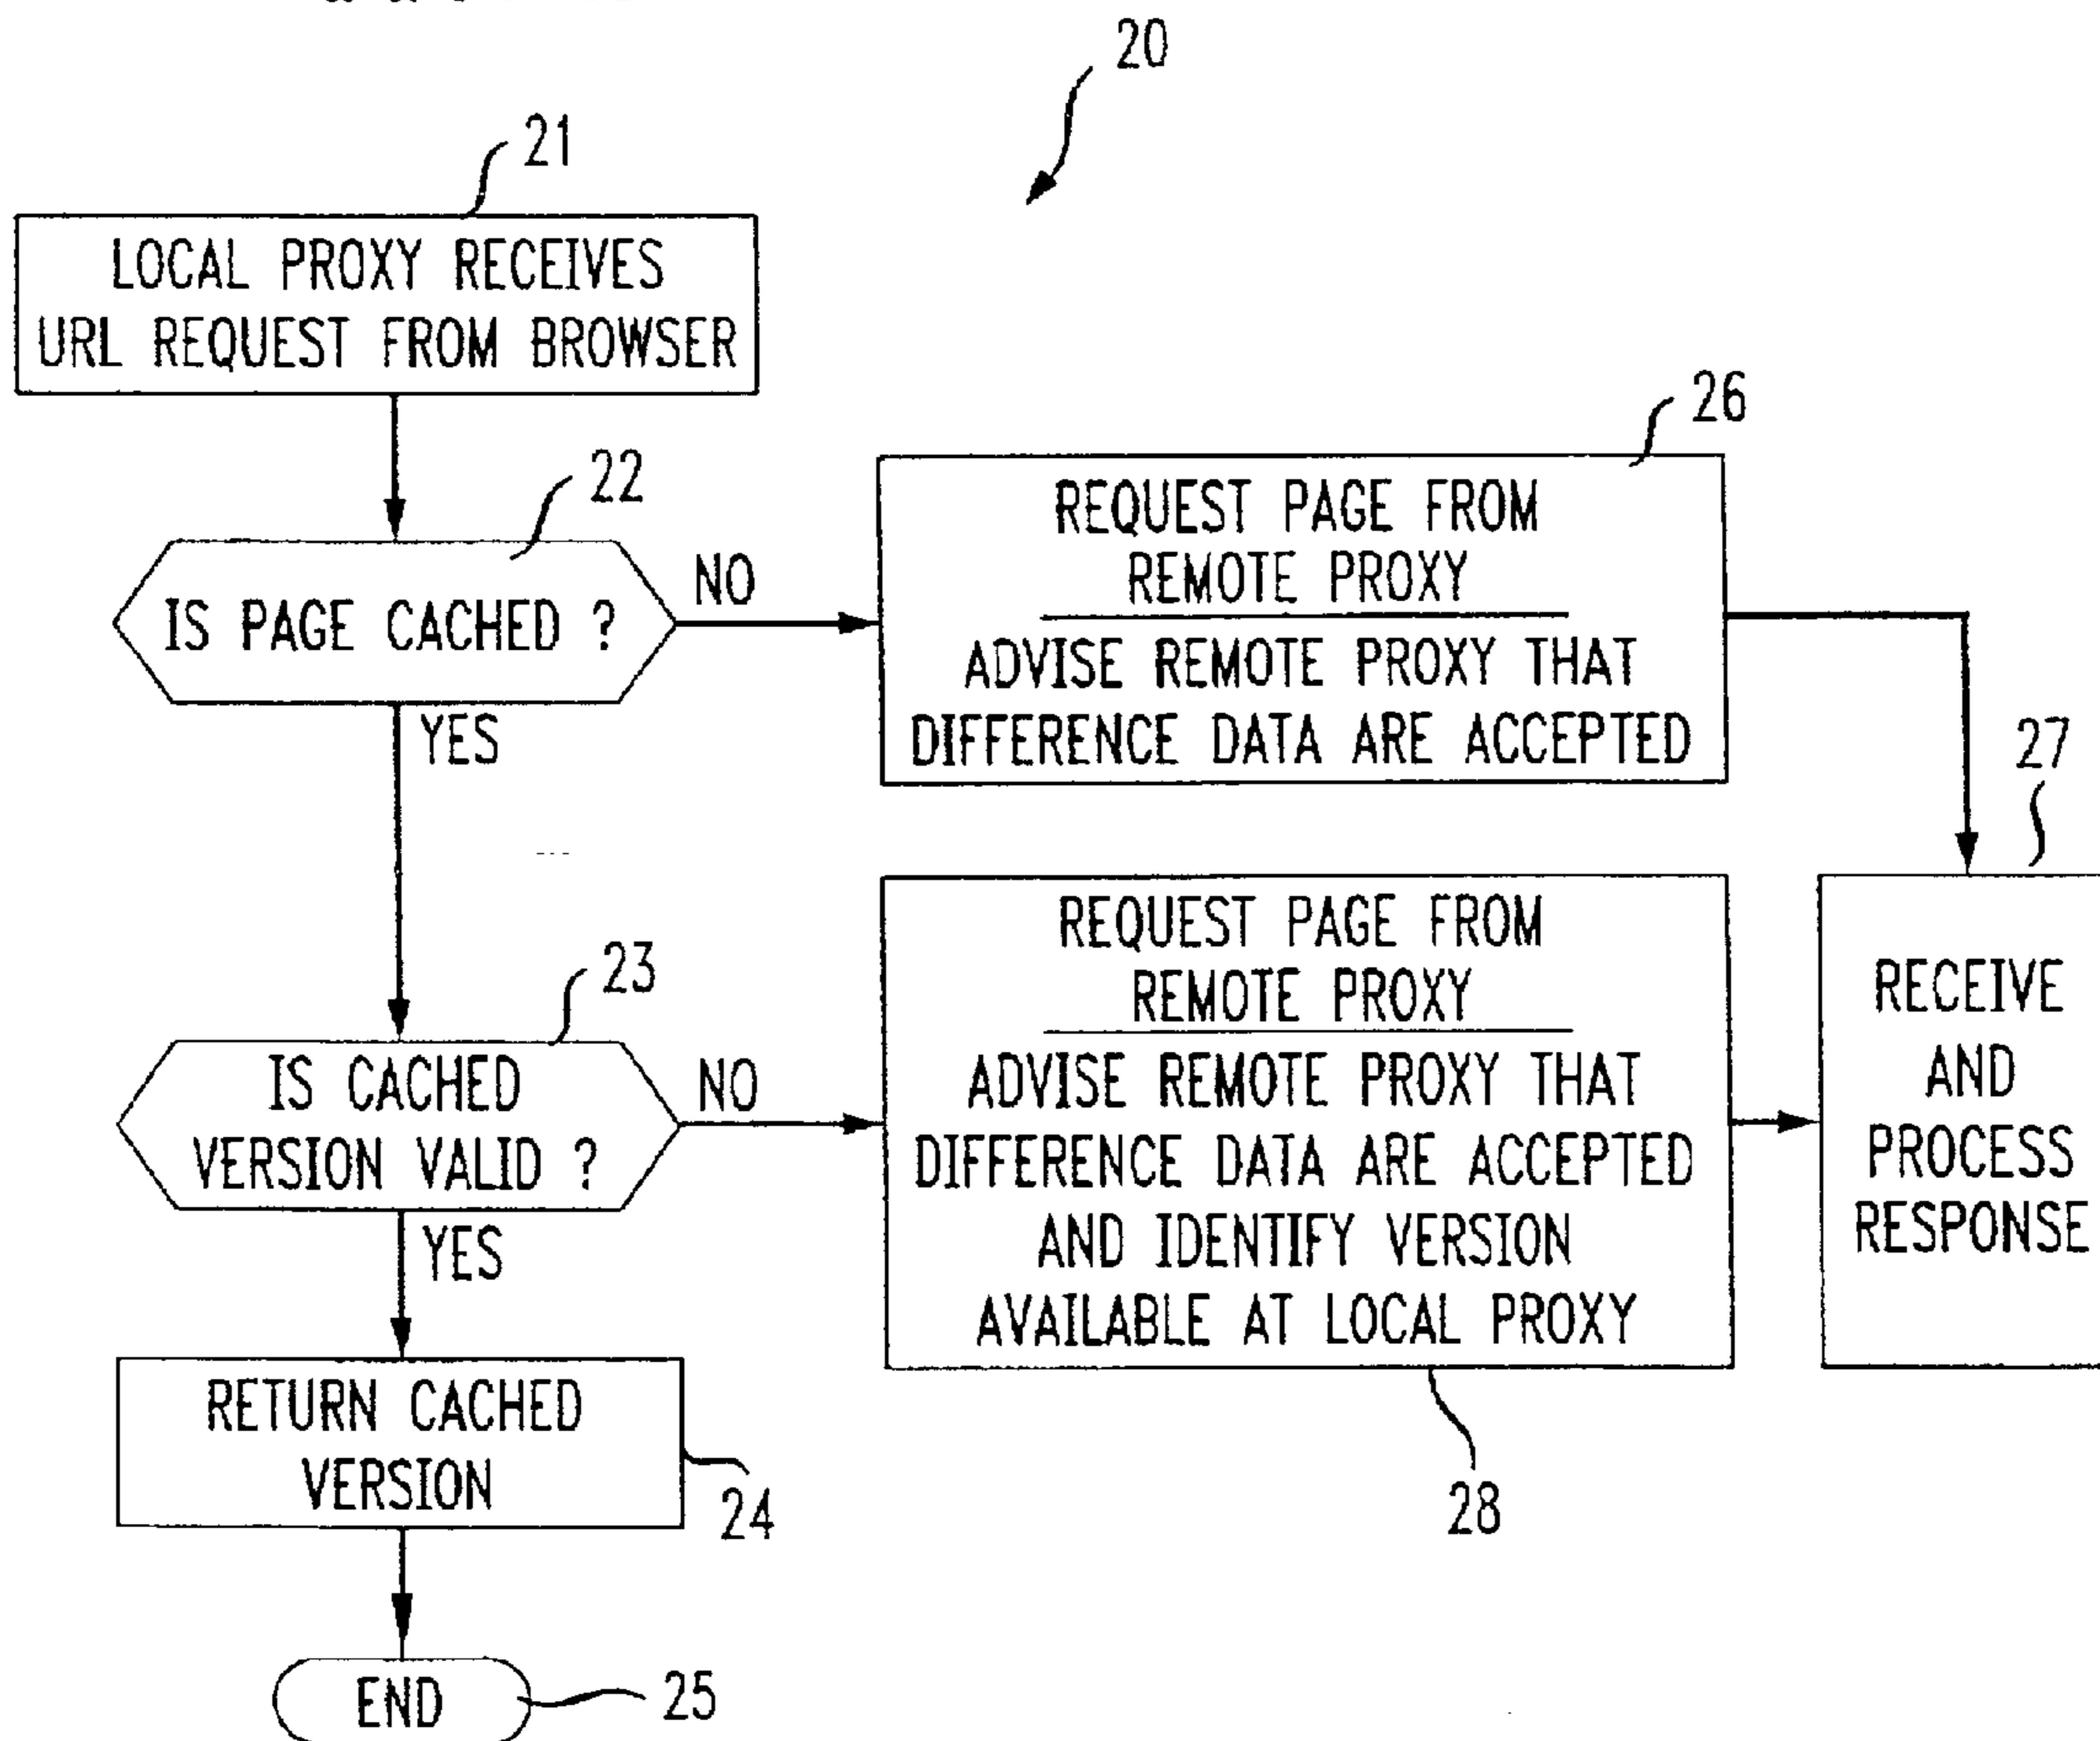 20
21
LOCAL PROXY RECEIVES
URL REQUEST FROM BROWSER
22
IS PAGE CACHED ?
NO
YES
26
REQUEST PAGE FROM
REMOTE PROXY
ADVISE REMOTE PROXY THAT
DIFFERENCE DATA ARE ACCEPTED
27
RECEIVE
AND
PROCESS
RESPONSE
23
IS CACHED
VERSION VALID ?
NO
YES
REQUEST PAGE FROM
REMOTE PROXY
ADVISE REMOTE PROXY THAT
DIFFERENCE DATA ARE ACCEPTED
AND IDENTIFY VERSION
AVAILABLE AT LOCAL PROXY
28
RETURN CACHED
VERSION
24
END
25